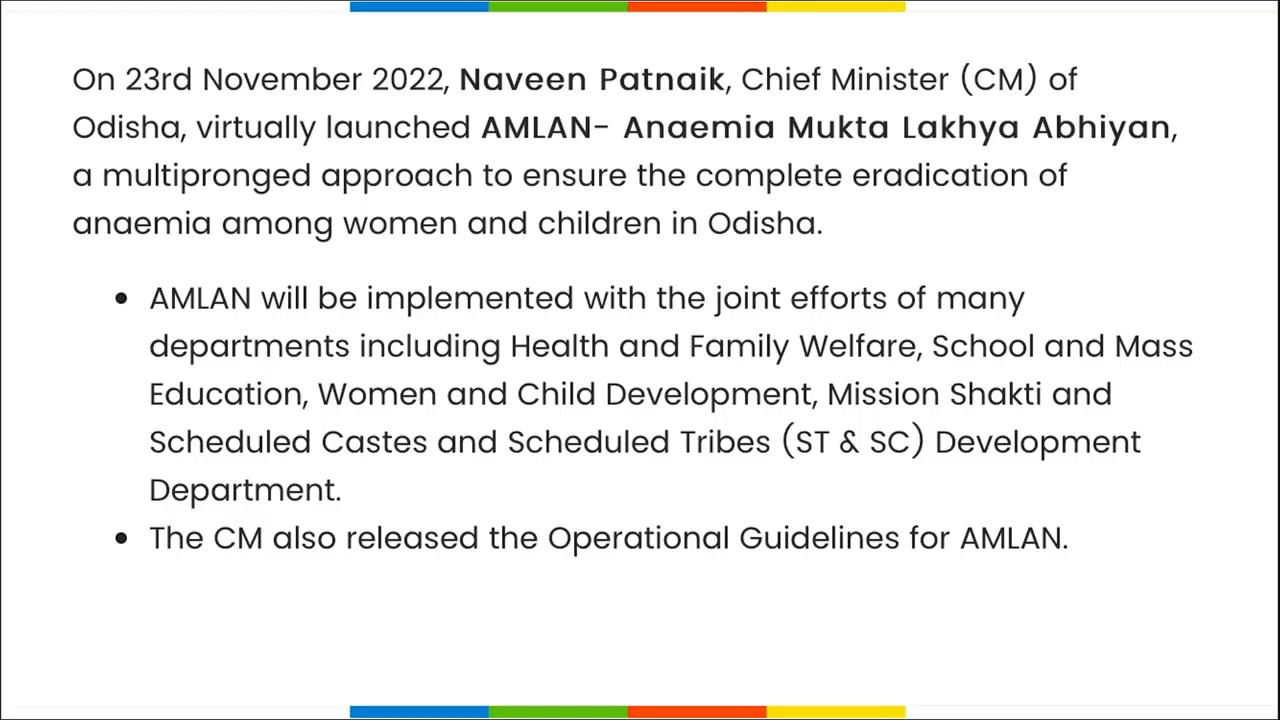 On 23rd November 2022, Naveen Patnaik, Chief Minister (CM) of
Odisha, virtually launched AMLAN- Anaemia Mukta Lakhya Abhiyan,
a multipronged approach to ensure the complete eradication of
anaemia among women and children in Odisha.
• AMLAN will be implemented with the joint efforts of many
departments including Health and Family Welfare, School and Mass
Education, Women and Child Development, Mission Shakti and
Scheduled Castes and Scheduled Tribes (ST & SC) Development
Department.
• The CM also released the Operational Guidelines for AMLAN.